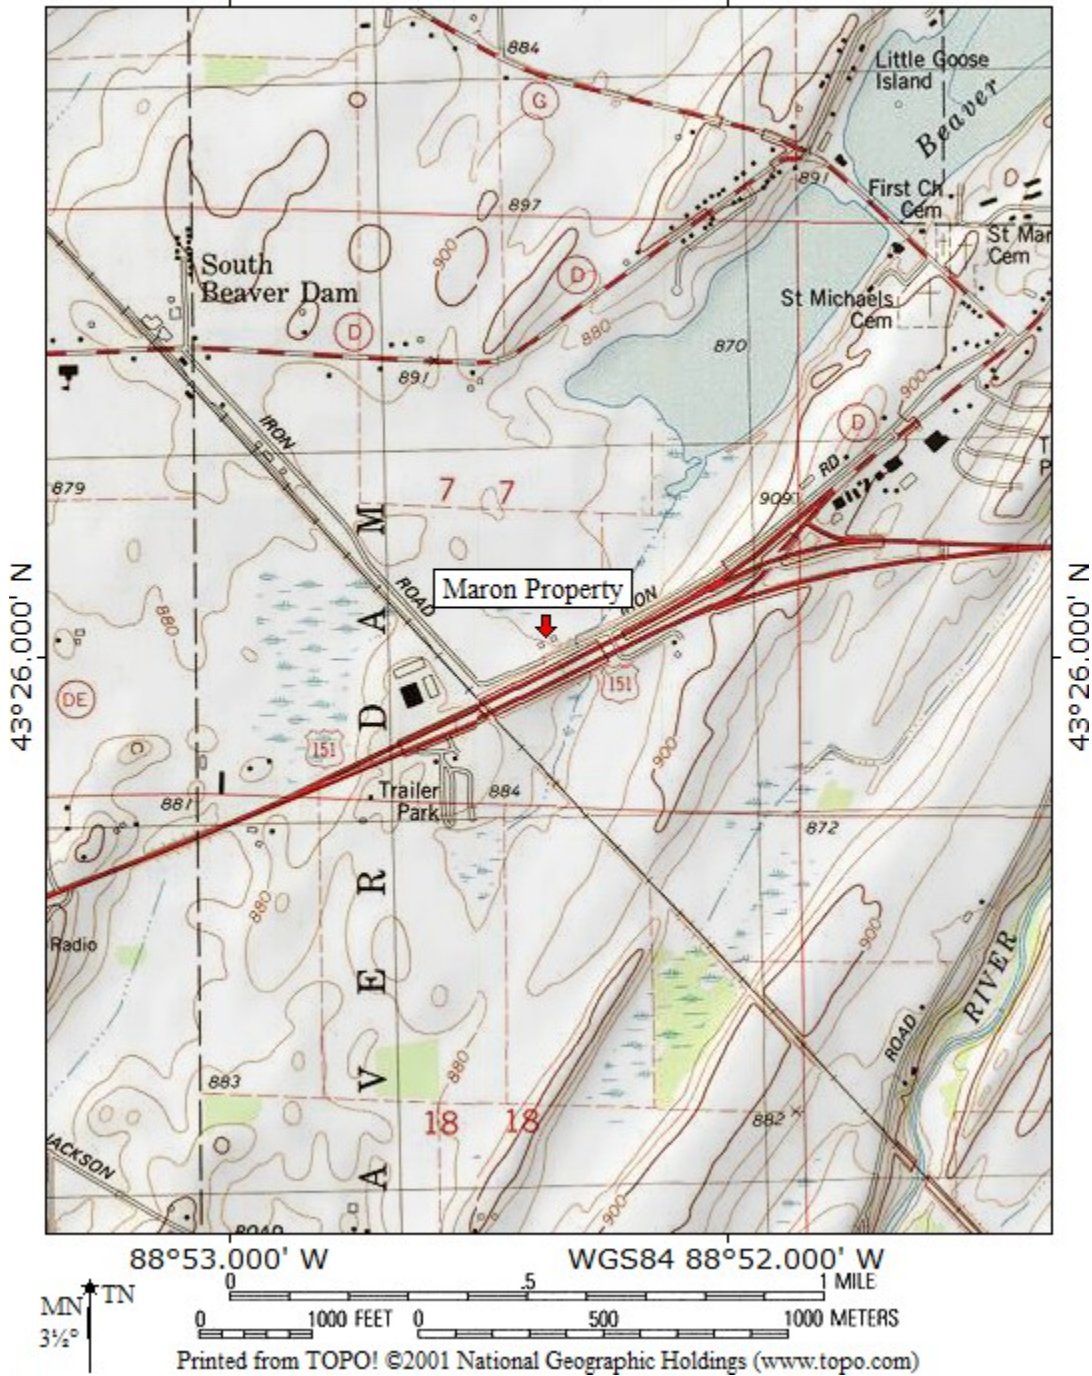 884
G
Little Goose
Island
Beaver
891
First Ch
Cem
897
St Mar
Cem
900
South
Beaver Dam
D
880
St Michaels
Cem
D
870
891
900
IRON
D
T
P
RD
879
7 7
909
M
ROAD
Maron Property
880
A
43°26.000' N
43°26.000' N
DE
151
D
151
900
881
Trailer
Park
884
872
R
E
880
Radio
900
RIVER
ROAD
V
880
883
18 18
882
JACKSON
A
900
ROAD
88°53.000' W
WGS84 88°52.000' W
MN TN
3½°
0 .5 1 MILE
0 1000 FEET 0 500 1000 METERS
Printed from TOPO! ©2001 National Geographic Holdings (www.topo.com)